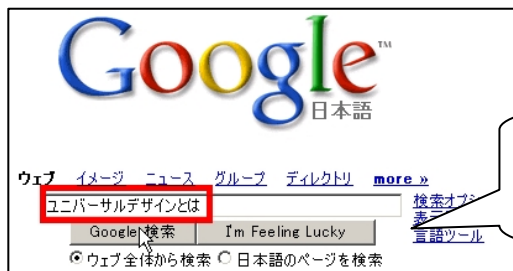 Google™
日本語
ウェブ イメージ ニュース グループ ディレクトリ more »
ユニバーサルデザインとは
検索オプ
Google 検索 I'm Feeling Lucky
言語ツール
ウェブ全体から検索 日本語のページを検索